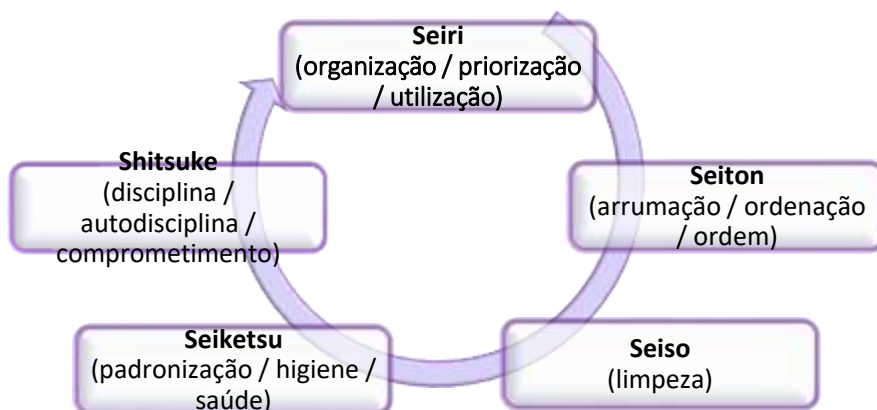 Seiri
(organização / priorização
/ utilização)
Seiton
(arrumação / ordenação
/ ordem)
Seiso
(limpeza)
Seiketsu
(padronização / higiene /
saúde)
Shitsuke
(disciplina /
autodisciplina /
comprometimento)